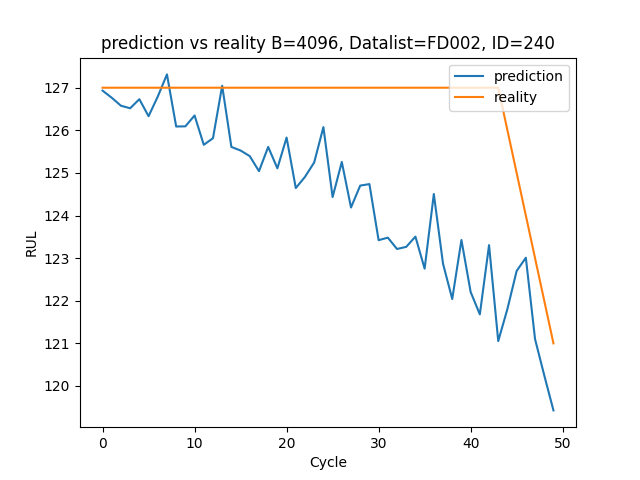 prediction vs reality B=4096, Datalist=FD002, ID=240
prediction
reality
127
126
125
124
123
122
121
120
RUL
0 10 20 30 40 50
Cycle